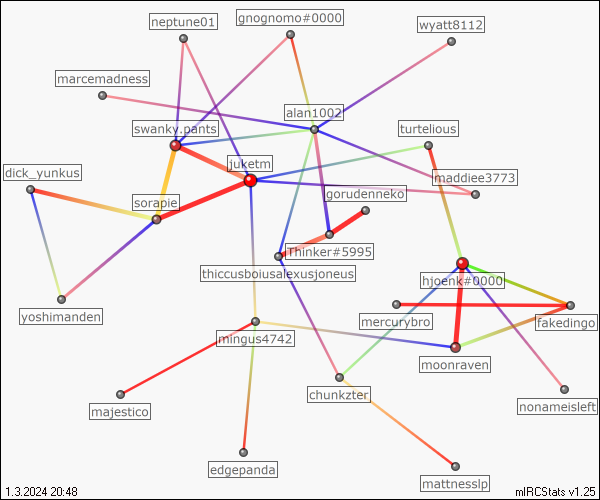 neptune01
gnognomo#0000
wyatt8112
marcemadness
alan1002
swanky.pants
turtelious
juketm
dick_yunkus
maddiee3773
gorudenneko
sorapie
Thinker#5995
thiccusboiusalexusjoneus
hjoenk#0000
yoshimanden
mercurybro
fakedingo
mingus4742
moonraven
chunkzter
majestico
nonameisleft
edgepanda
mattnesslp
1.3.2024 20:48
mIRCStats v1.25